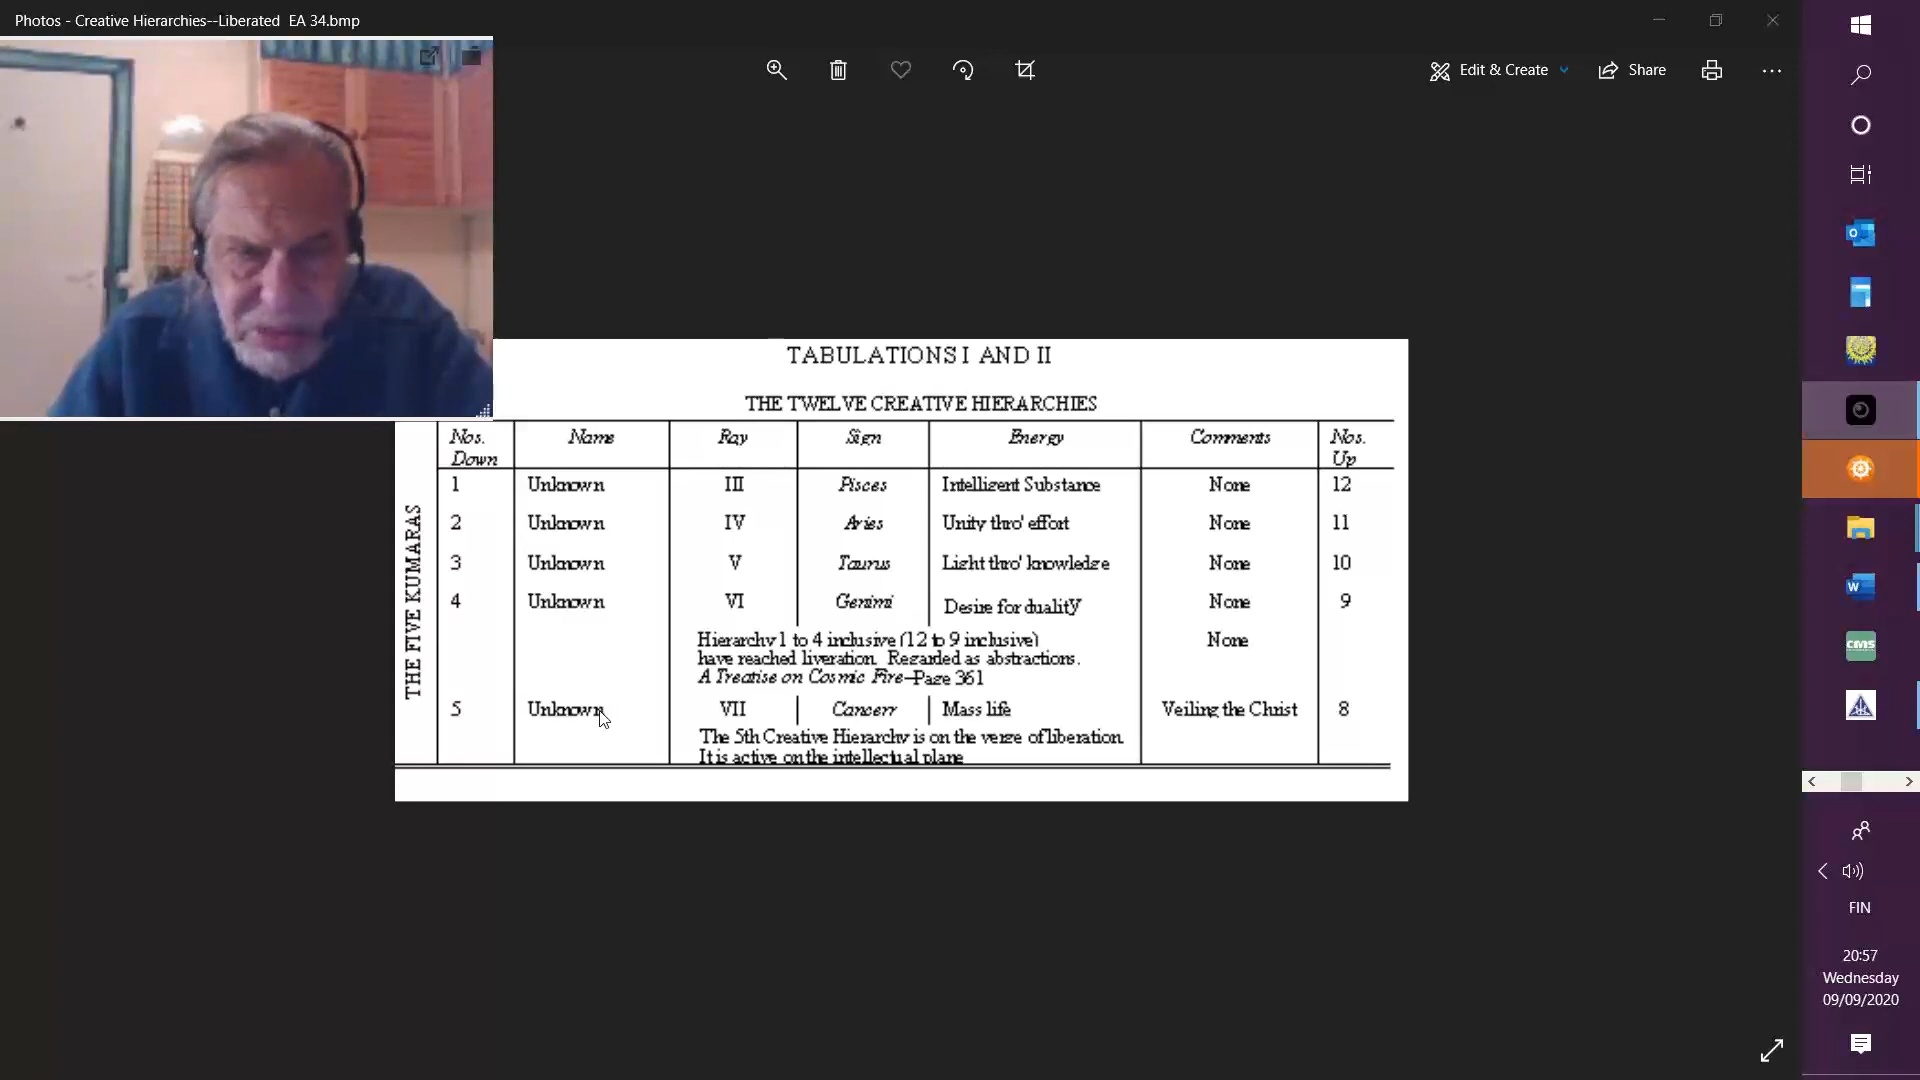 Photos - Creative Hierarchies--Liberated EA 34.bmp
Edit & Create
Share
TABULATIONS I AND II
THE TWELVE CREATIVE HIERARCHIES
THE FIVE KUMARAS
Nos. Down Name Ray Sign Energy Comments Nos. Up
1 Unknown III Pisces Intelligent Substance None 12
2 Unknown IV Aries Unity thro' effort None 11
3 Unknown V Taurus Light thro' knowledge None 10
4 Unknown VI Genimi Desire for duality None 9
Hierarchy 1 to 4 inclusive (12 to 9 inclusive) None
have reached liveration. Regarded as abstractions.
A Treatise on Cosmic Fire—Page 361
5 Unknown VII Cancerr Mass life Veiling the Christ 8
The 5th Creative Hierarchy is on the verge of liberation.
It is active on the intellectual plane
CMS
FIN
20:57
Wednesday
09/09/2020